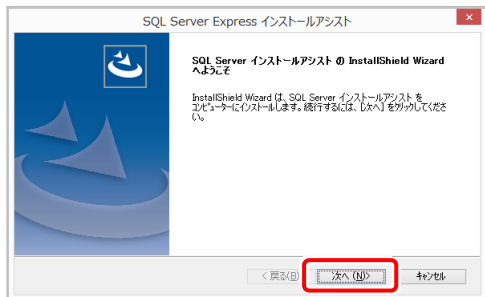 SQL Server Express インストールアシスト
SQL Server インストールアシスト の InstallShield Wizard
へようこそ
InstallShield Wizard は、SQL Server インストールアシスト を
コンピューターにインストールします。続行するには、[次へ] をクリックしてくださ
い。
< 戻る(B)
次へ (N)>
キャンセル